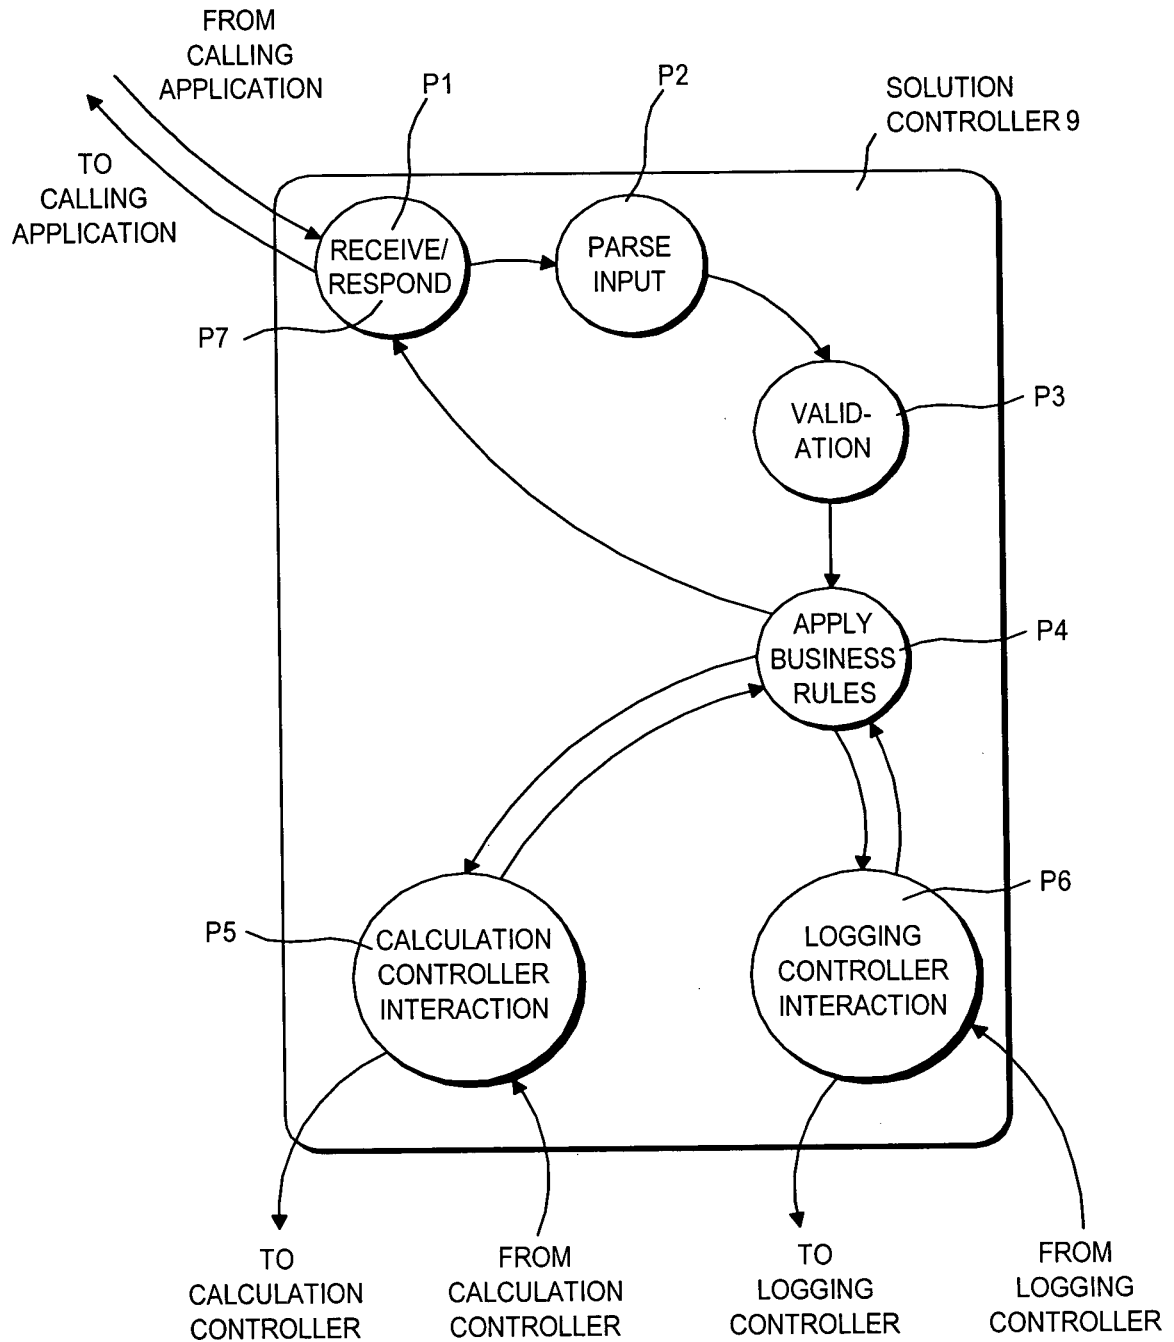 FROM
CALLING
APPLICATION
TO
CALLING
APPLICATION
P1
P2
SOLUTION
CONTROLLER 9
RECEIVE/
RESPOND
P7
PARSE
INPUT
VALID-
ATION
P3
APPLY
BUSINESS
RULES
P4
P5
CALCULATION
CONTROLLER
INTERACTION
P6
LOGGING
CONTROLLER
INTERACTION
TO
CALCULATION
CONTROLLER
FROM
CALCULATION
CONTROLLER
TO
LOGGING
CONTROLLER
FROM
LOGGING
CONTROLLER